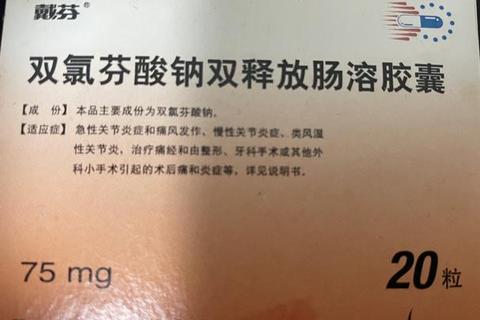 戴芬®
双氯芬酸钠双释放肠溶胶囊
【成 份】本品主要成份为双氯芬酸钠。
【适应症】急性关节炎症和痛风发作、慢性关节炎症、类风湿
性关节炎，治疗痛经和由整形、牙科手术或其他外
科小手术引起的术后痛和炎症等，详见说明书。
75 mg
20粒